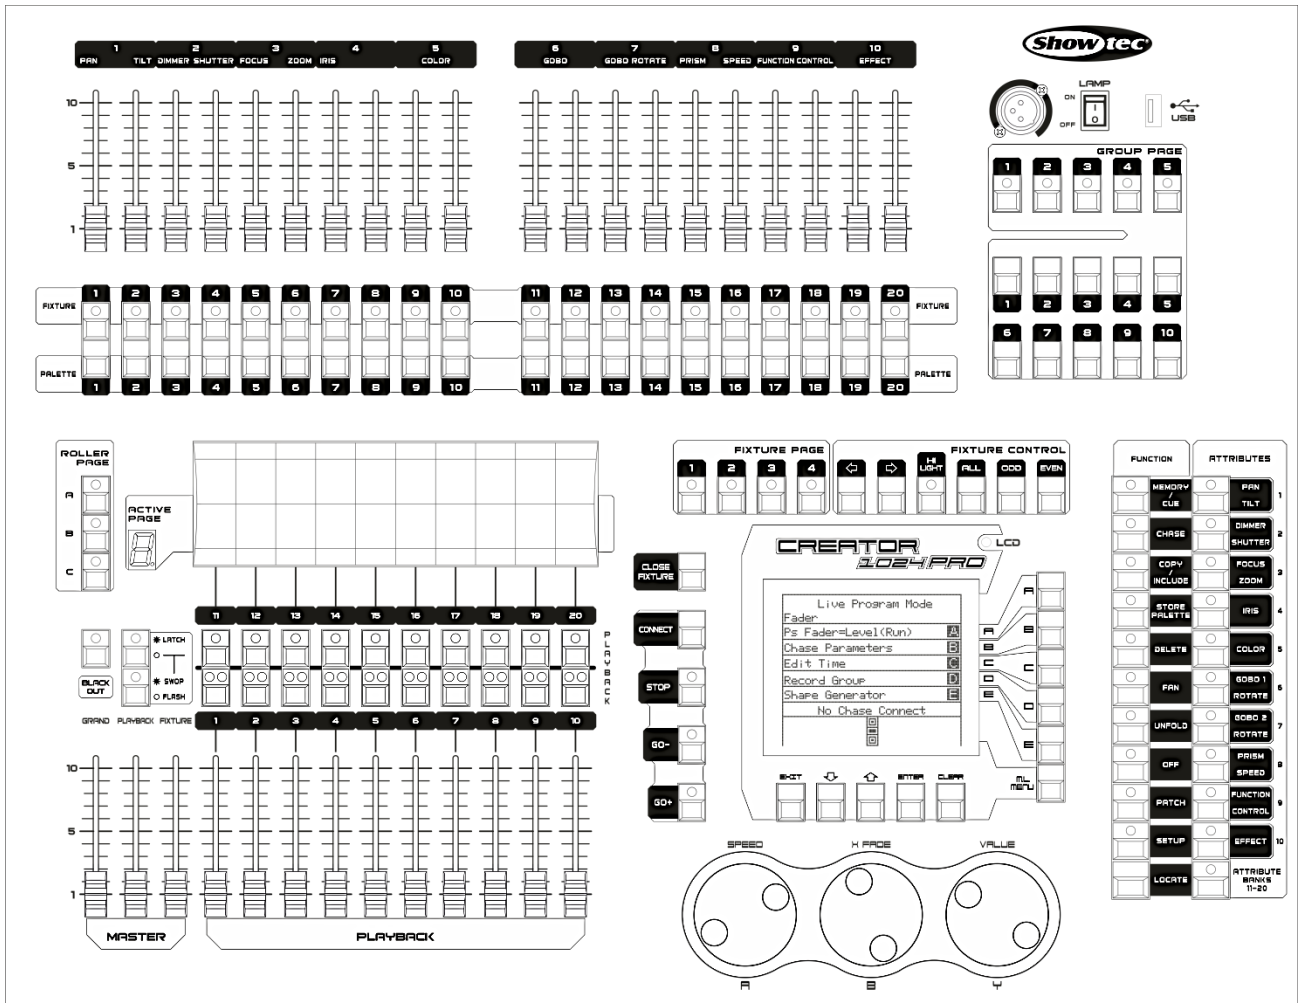 1 2 3 4 5
PAN TILT DIMMER SHUTTER FOCUS ZOOM IRIS COLOR
6 7 8 9 10
GOBO GOBO ROTATE PRISM SPEED FUNCTION CONTROL EFFECT
Showtec
LAMP
ON
OFF
USB
10
5
1
GROUP PAGE
1 2 3 4 5
1 2 3 4 5
6 7 8 9 10
FIXTURE
1 2 3 4 5 6 7 8 9 10
11 12 13 14 15 16 17 18 19 20
FIXTURE
PALETTE
1 2 3 4 5 6 7 8 9 10
11 12 13 14 15 16 17 18 19 20
PALETTE
ROLLER
PAGE
A
B
C
ACTIVE
PAGE
8.
FIXTURE PAGE
1 2 3 4
FIXTURE CONTROL
HI
LIGHT
ALL ODD EVEN
CLOSE
FIXTURE
CONNECT
STOP
GO-
GO+
CREATOR
1024 PRO
LCD
Live Program Mode
Fader
Ps Fader=Level(Run) A
Chase Parameters B
Edit Time C
Record Group D
Shape Generator E
No Chase Connect
A
B
C
D
E
A
B
C
D
E
M.L.
MENU
EXIT ENTER CLEAR
11 12 13 14 15 16 17 18 19 20
LATCH
SWOP
FLASH
BLACK
OUT
PLAYBACK
GRAND PLAYBACK FIXTURE
1 2 3 4 5 6 7 8 9 10
10
5
1
MASTER
PLAYBACK
SPEED X FADE VALUE
A B Y
FUNCTION
MEMORY
/
CUE
CHASE
COPY
/
INCLUDE
STORE
PALETTE
DELETE
FAN
UNFOLD
OFF
PATCH
SETUP
LOCATE
ATTRIBUTES
PAN
TILT
1
DIMMER
SHUTTER
2
FOCUS
ZOOM
3
IRIS
4
COLOR
5
GOBO 1
ROTATE
6
GOBO 2
ROTATE
7
PRISM
SPEED
8
FUNCTION
CONTROL
9
EFFECT
10
ATTRIBUTE
BANKS
11-20